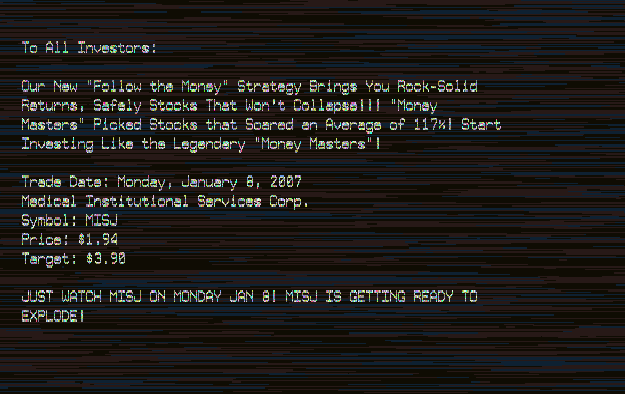 To All Investors:
Our New "Follow the Money" Strategy Brings You Rock-Solid
Returns, Safely Stocks That Won't Collapse!!! "Money
Masters" Picked Stocks that Soared an Average of 117%! Start
Investing Like the Legendary "Money Masters"!
Trade Date: Monday, January 8, 2007
Medical Institutional Services Corp.
Symbol: MISJ
Price: $1.94
Target: $3.90
JUST WATCH MISJ ON MONDAY JAN 8! MISJ IS GETTING READY TO
EXPLODE!